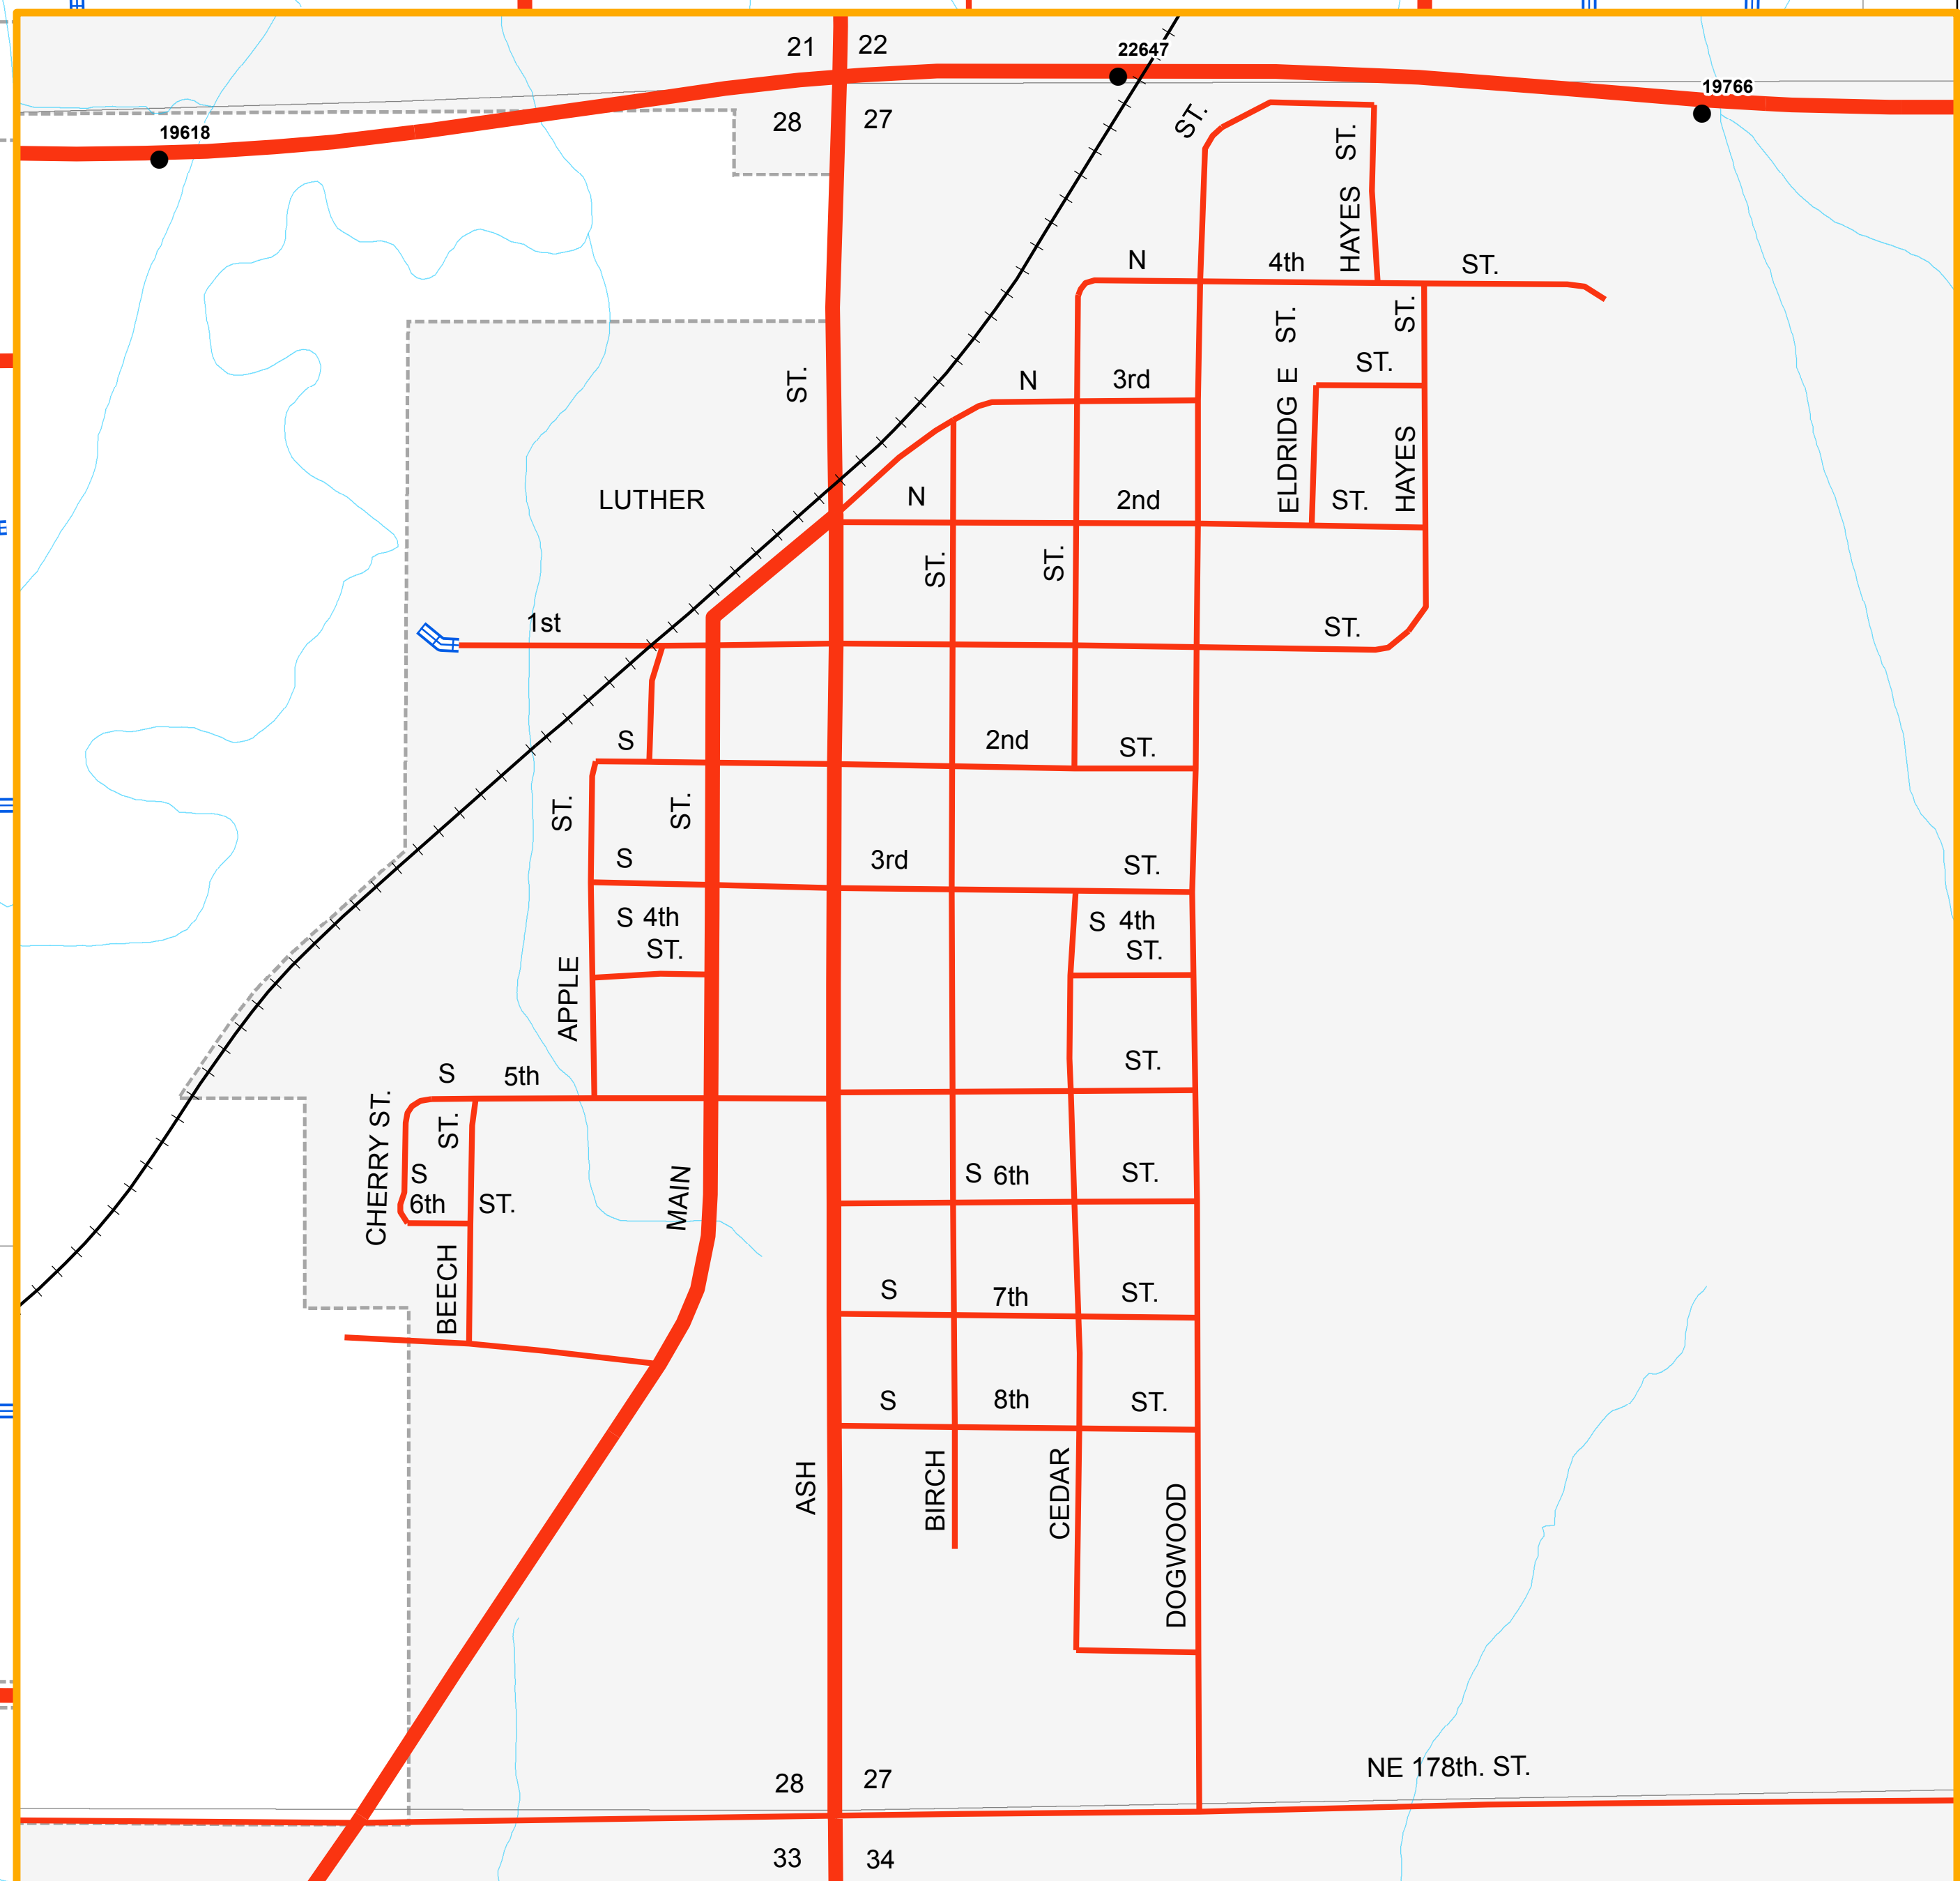 21 22
22647
19766
19618
28 27
ST.
HAYES ST.
N 4th ST.
ELDRIDG E ST.
HAYES ST.
ST.
N 3rd
ST.
LUTHER
N 2nd ST.
ST.
ST.
1st ST.
S 2nd ST.
ST.
ST.
S 3rd ST.
S 4th
ST.
S 4th
ST.
APPLE
S 5th ST.
CHERRY ST.
ST.
S
6th ST.
MAIN
S 6th ST.
BEECH
S 7th ST.
S 8th ST.
ASH
BIRCH
CEDAR
DOGWOOD
NE 178th. ST.
28 27
33 34